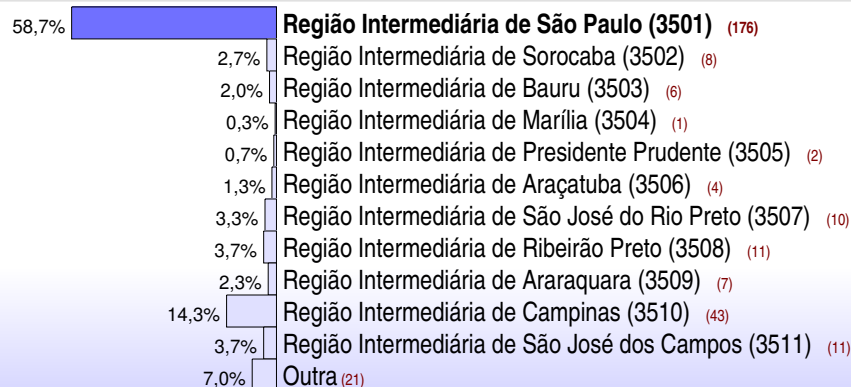 58,7% Região Intermediária de São Paulo (3501) (176)
2,7% Região Intermediária de Sorocaba (3502) (8)
2,0% Região Intermediária de Bauru (3503) (6)
0,3% Região Intermediária de Marília (3504) (1)
0,7% Região Intermediária de Presidente Prudente (3505) (2)
1,3% Região Intermediária de Araçatuba (3506) (4)
3,3% Região Intermediária de São José do Rio Preto (3507) (10)
3,7% Região Intermediária de Ribeirão Preto (3508) (11)
2,3% Região Intermediária de Araraquara (3509) (7)
14,3% Região Intermediária de Campinas (3510) (43)
3,7% Região Intermediária de São José dos Campos (3511) (11)
7,0% Outra (21)